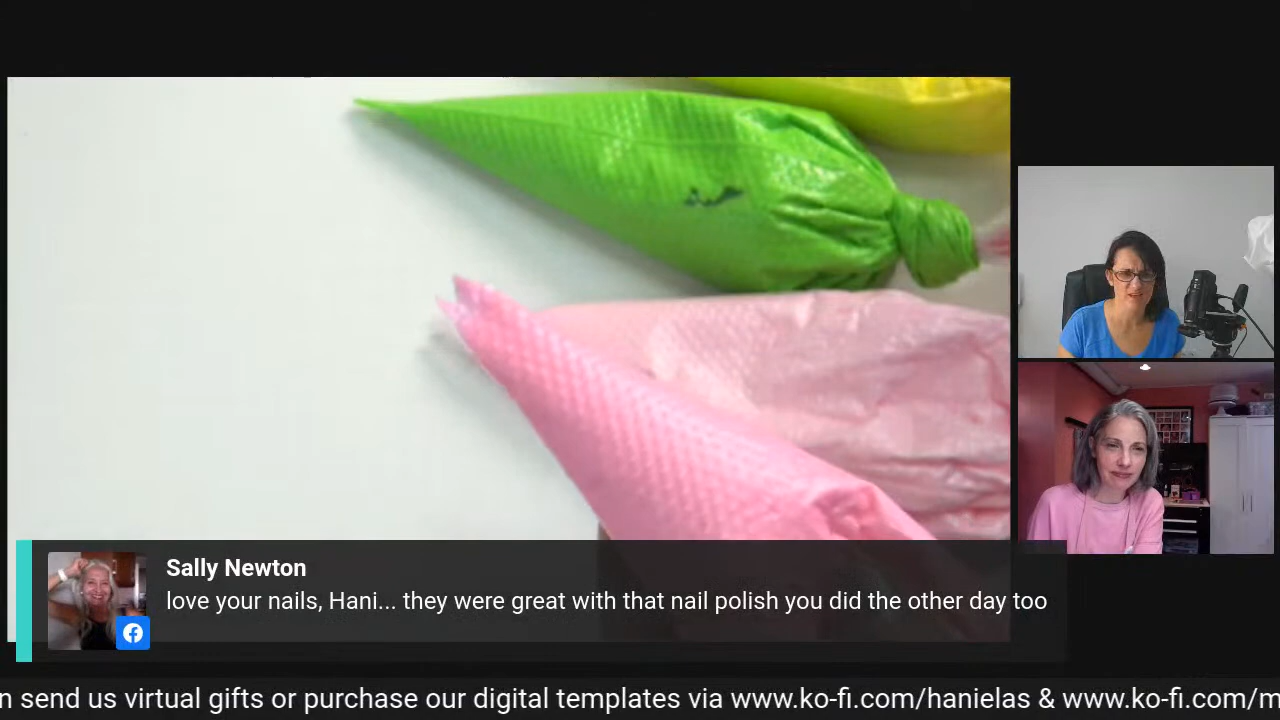 Sally Newton
love your nails, Hani... they were great with that nail polish you did the other day too
n send us virtual gifts or purchase our digital templates via www.ko-fi.com/hanielas & www.ko-fi.com/m